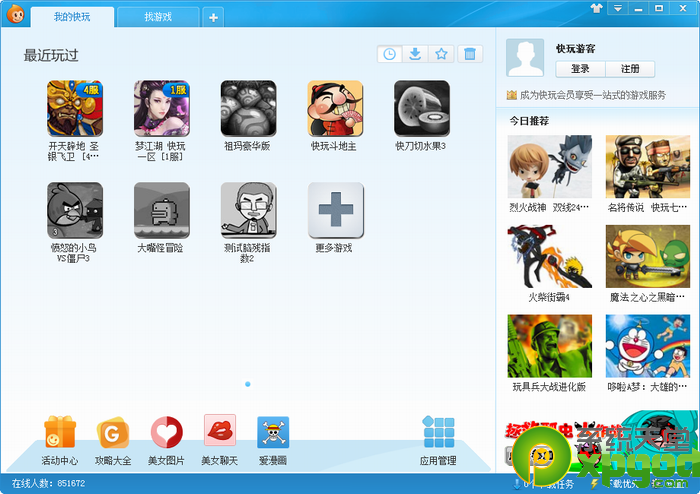 我的快玩
找游戏
最近玩过
4服
1服
开天辟地 圣
银飞卫 [4…
梦江湖 快玩
一区 [1服]
祖玛豪华版
快玩斗地主
快刀切水果3
愤怒的小鸟
VS僵尸3
大嘴怪冒险
测试脑残指
数2
更多游戏
活动中心
攻略大全
美女图片
美女聊天
爱漫画
应用管理
在线人数: 851672
快玩游客
登录
注册
成为快玩会员享受一站式的游戏服务
今日推荐
烈火战神 双线24…
名将传说 快玩七…
火柴街霸4
魔法之心之黑暗…
玩具兵大战进化版
哆啦A梦: 大雄的…
系统天堂